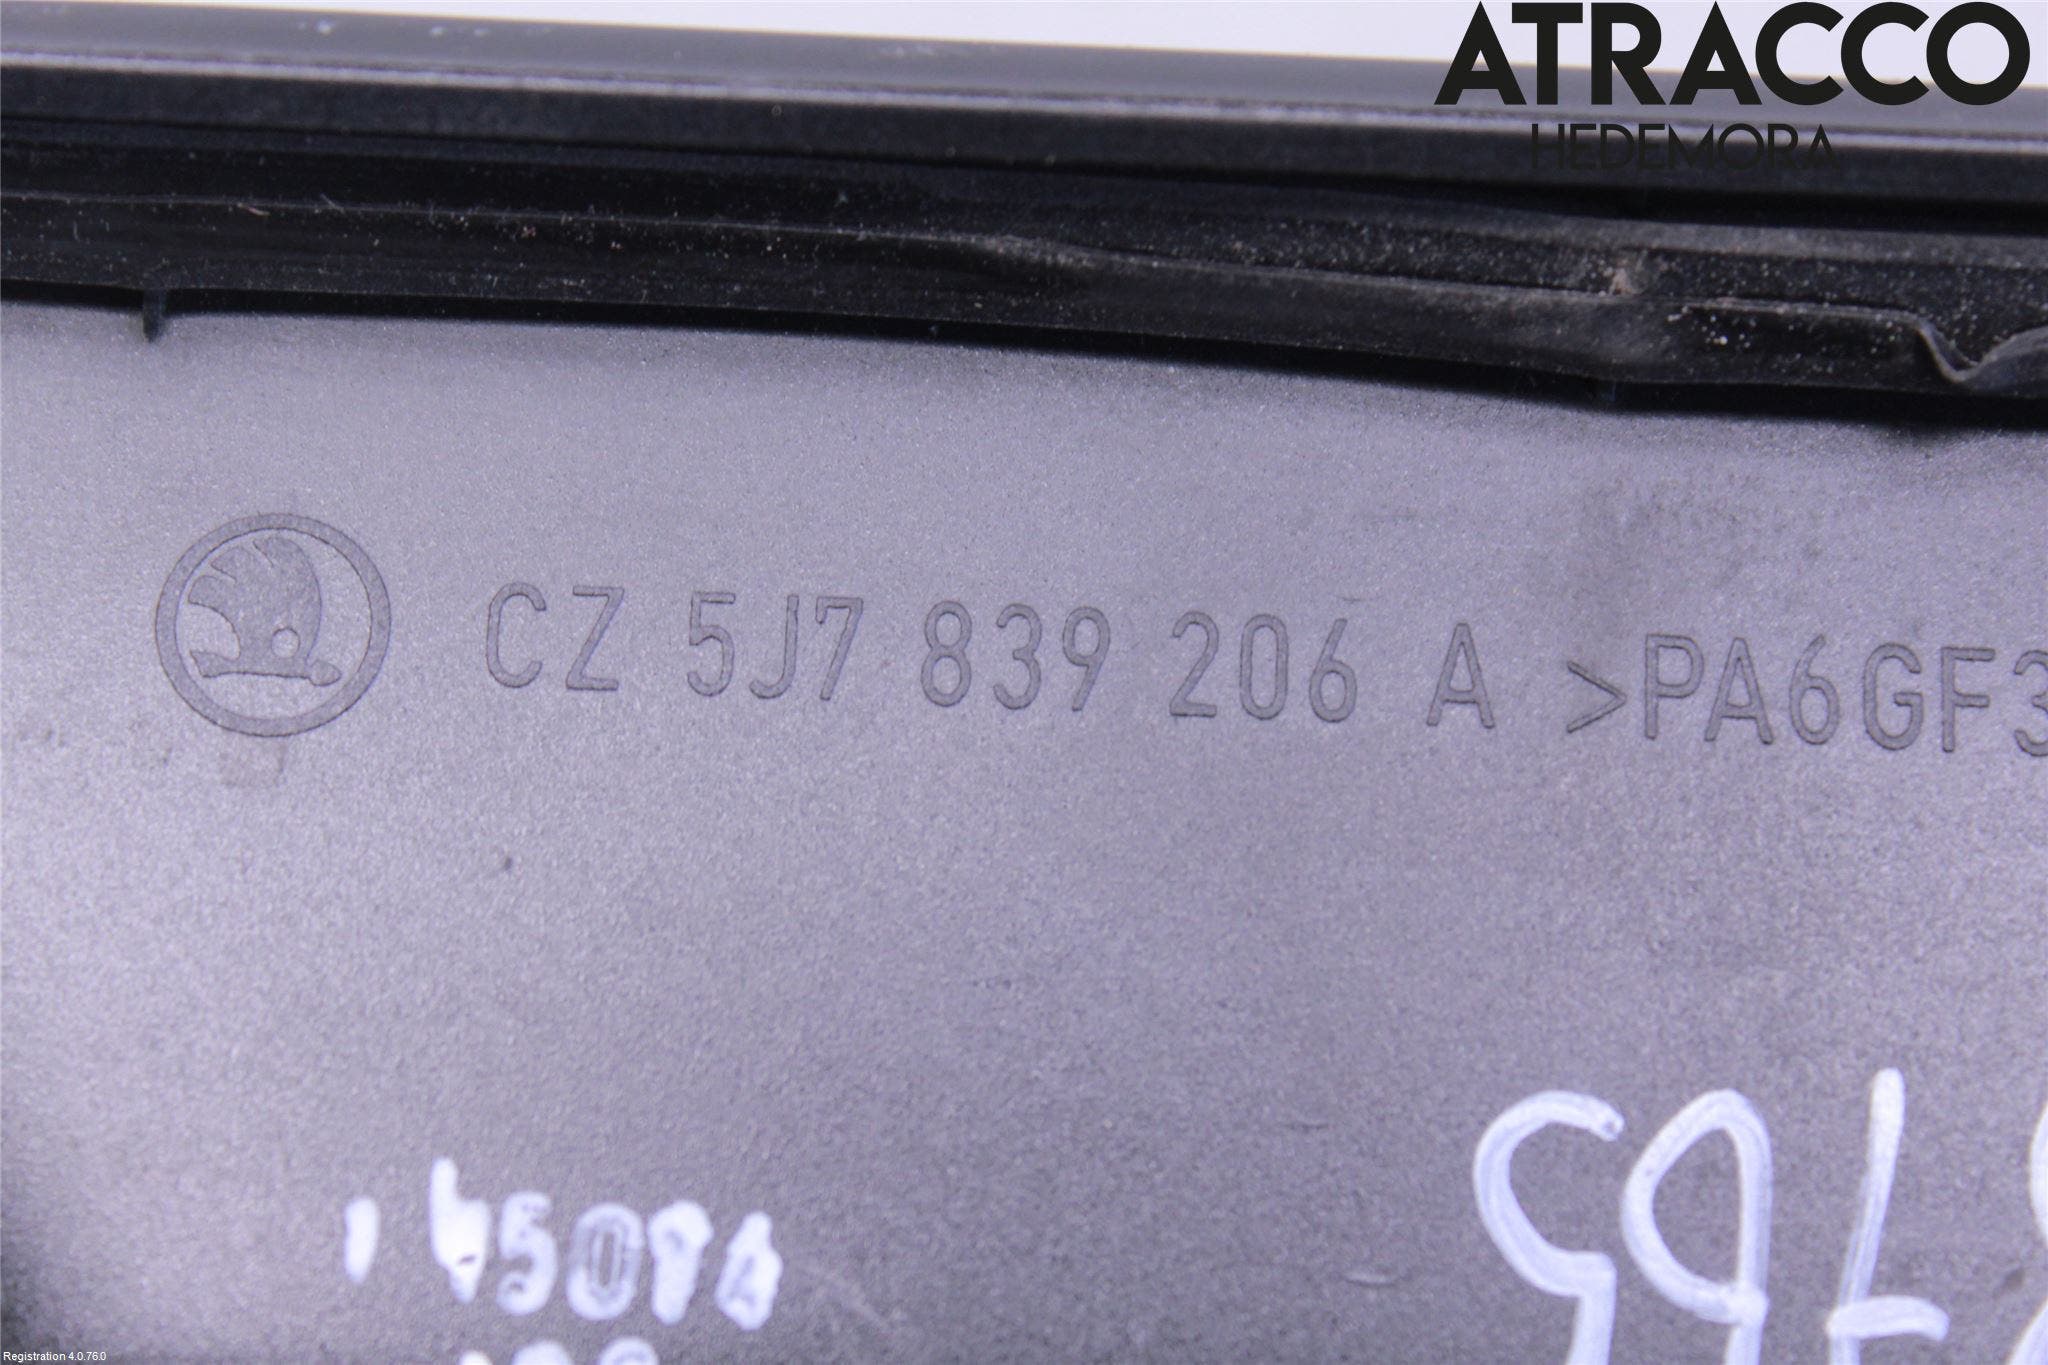 ATRACCO
HEDEMORA
CZ 5J7 839 206 A >PA6GF3
Registration 4.0.76.0